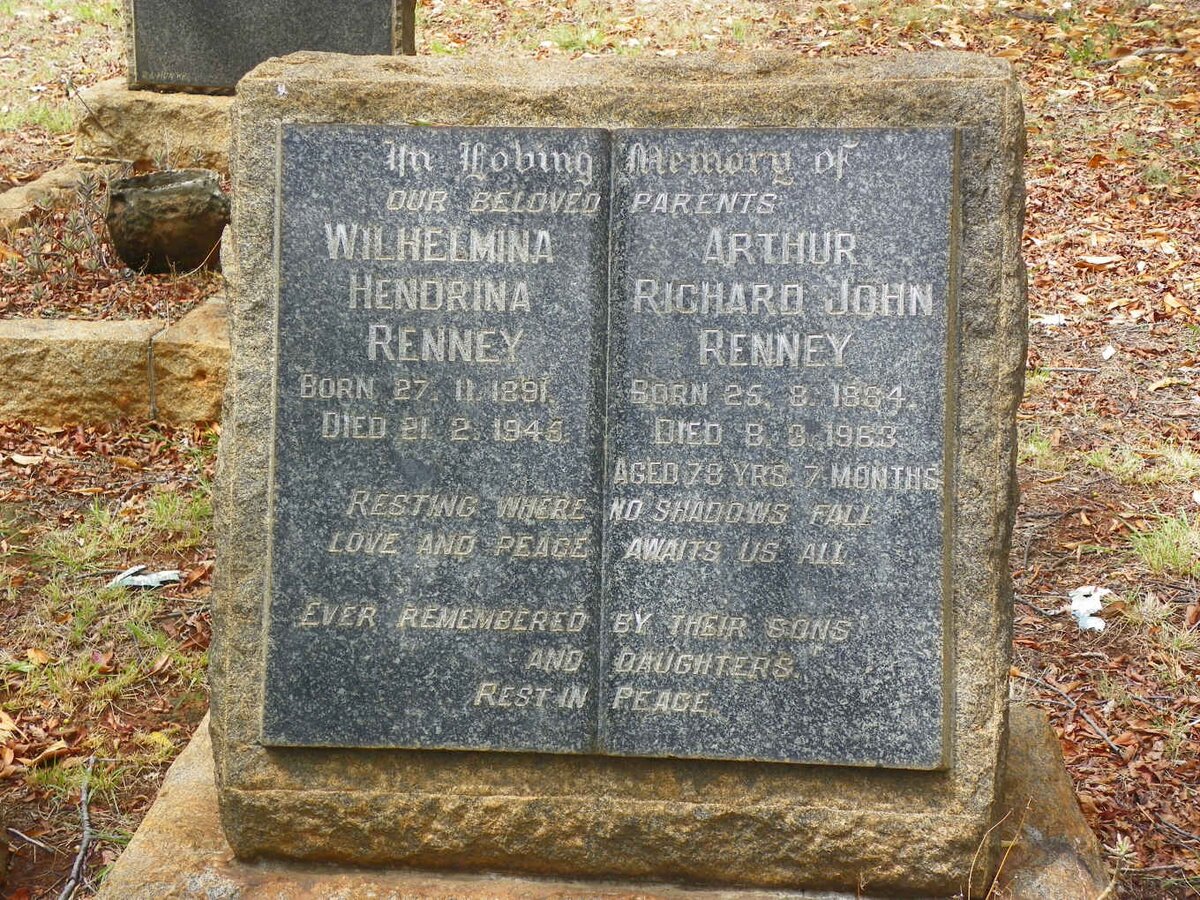 In Loving Memory of
OUR BELOVED PARENTS
WILHELMINA
HENDRINA
RENNEY
BORN 27. 11. 1891.
DIED 21. 2.
ARTHUR
RICHARD JOHN
RENNEY
BORN 25. 8. 1884.
DIED 8. 3. 1963.
AGED 78 YRS. 7 MONTHS
RESTING WHERE NO SHADOWS FALL
LOVE AND PEACE AWAITS US ALL
EVER REMEMBERED BY THEIR SONS
AND DAUGHTERS.
REST IN PEACE.